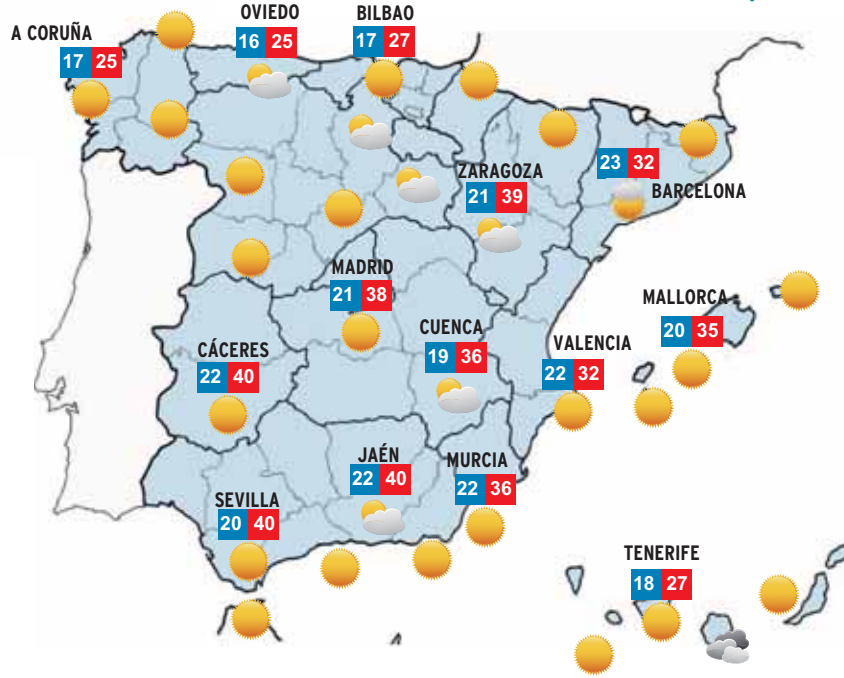 OVIEDO
16 25
BILBAO
17 27
A CORUÑA
17 25
23 32
BARCELONA
ZARAGOZA
21 39
MADRID
21 38
MALLORCA
20 35
CUENCA
19 36
VALENCIA
22 32
CÁCERES
22 40
JAÉN
22 40
MURCIA
22 36
SEVILLA
20 40
TENERIFE
18 27